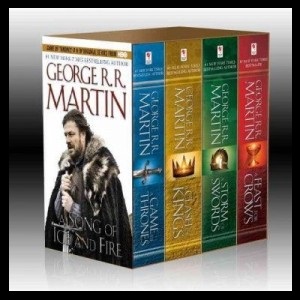 GEORGE R.R.
MARTIN
A SONG OF
ICE AND FIRE
GEORGE R.R.
MARTIN
A GAME OF
THRONES
GEORGE R.R.
MARTIN
A CLASH OF
KINGS
GEORGE R.R.
MARTIN
A STORM OF
SWORDS
GEORGE R.R.
MARTIN
A FEAST FOR
CROWS